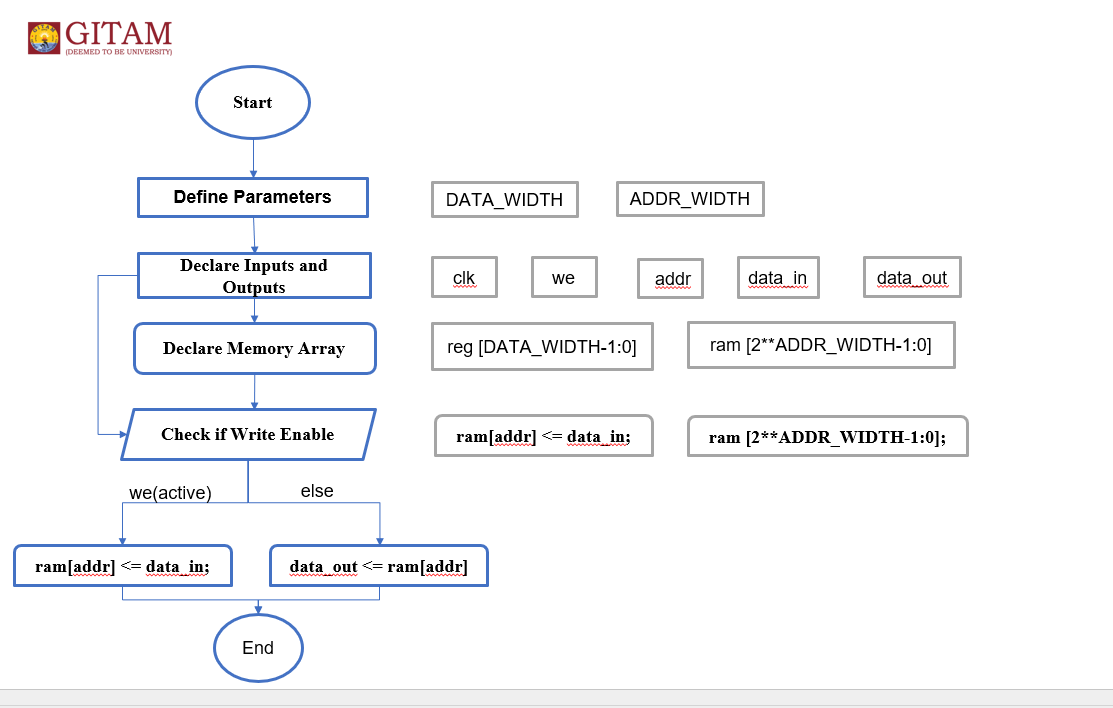 GITAM
(DEEMED TO BE UNIVERSITY)
Start
Define Parameters
DATA_WIDTH
ADDR_WIDTH
Declare Inputs and
Outputs
clk
we
addr
data_in
data_out
Declare Memory Array
reg [DATA_WIDTH-1:0]
ram [2**ADDR_WIDTH-1:0]
Check if Write Enable
ram[addr] <= data_in;
ram [2**ADDR_WIDTH-1:0];
we(active)
else
ram[addr] <= data_in;
data_out <= ram[addr]
End